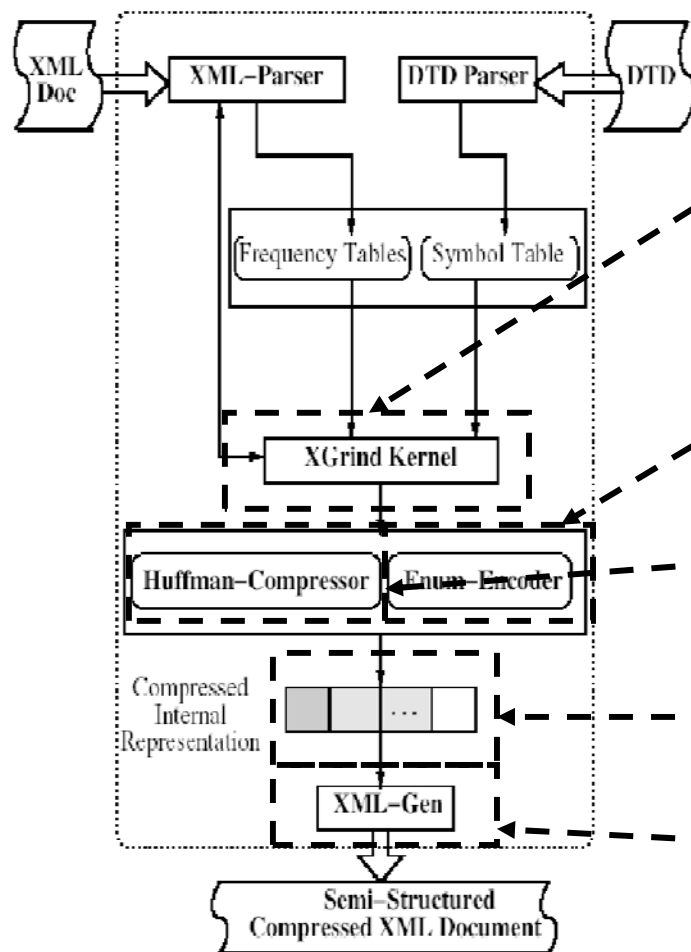 XML
Doc
XML-Parser
DTD Parser
DTD
Frequency Tables
Symbol Table
XGrind Kernel
Huffman-Compressor
Enum-Encoder
Compressed
Internal
Representation
...
XML-Gen
Semi-Structured
Compressed XML Document